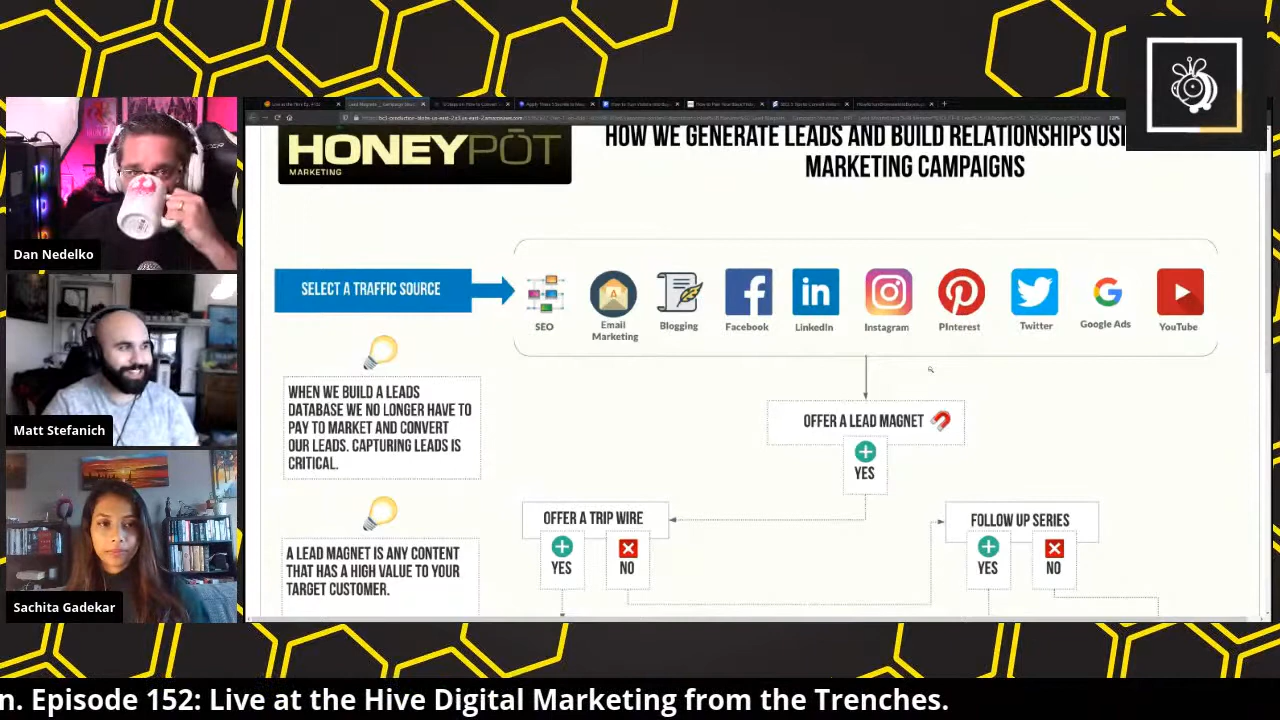 HONEYPŌT
MARKETING
HOW WE GENERATE LEADS AND BUILD RELATIONSHIPS
MARKETING CAMPAIGNS
SELECT A TRAFFIC SOURCE
SEO
Email
Marketing
Blogging
Facebook
LinkedIn
Instagram
PInterest
Twitter
Google Ads
YouTube
WHEN WE BUILD A LEADS
DATABASE WE NO LONGER HAVE TO
PAY TO MARKET AND CONVERT
OUR LEADS. CAPTURING LEADS IS
CRITICAL.
OFFER A LEAD MAGNET
YES
OFFER A TRIP WIRE
YES
NO
FOLLOW UP SERIES
YES
NO
A LEAD MAGNET IS ANY CONTENT
THAT HAS A HIGH VALUE TO YOUR
TARGET CUSTOMER.
Dan Nedelko
Matt Stefanich
Sachita Gadekar
n. Episode 152: Live at the Hive Digital Marketing from the Trenches.